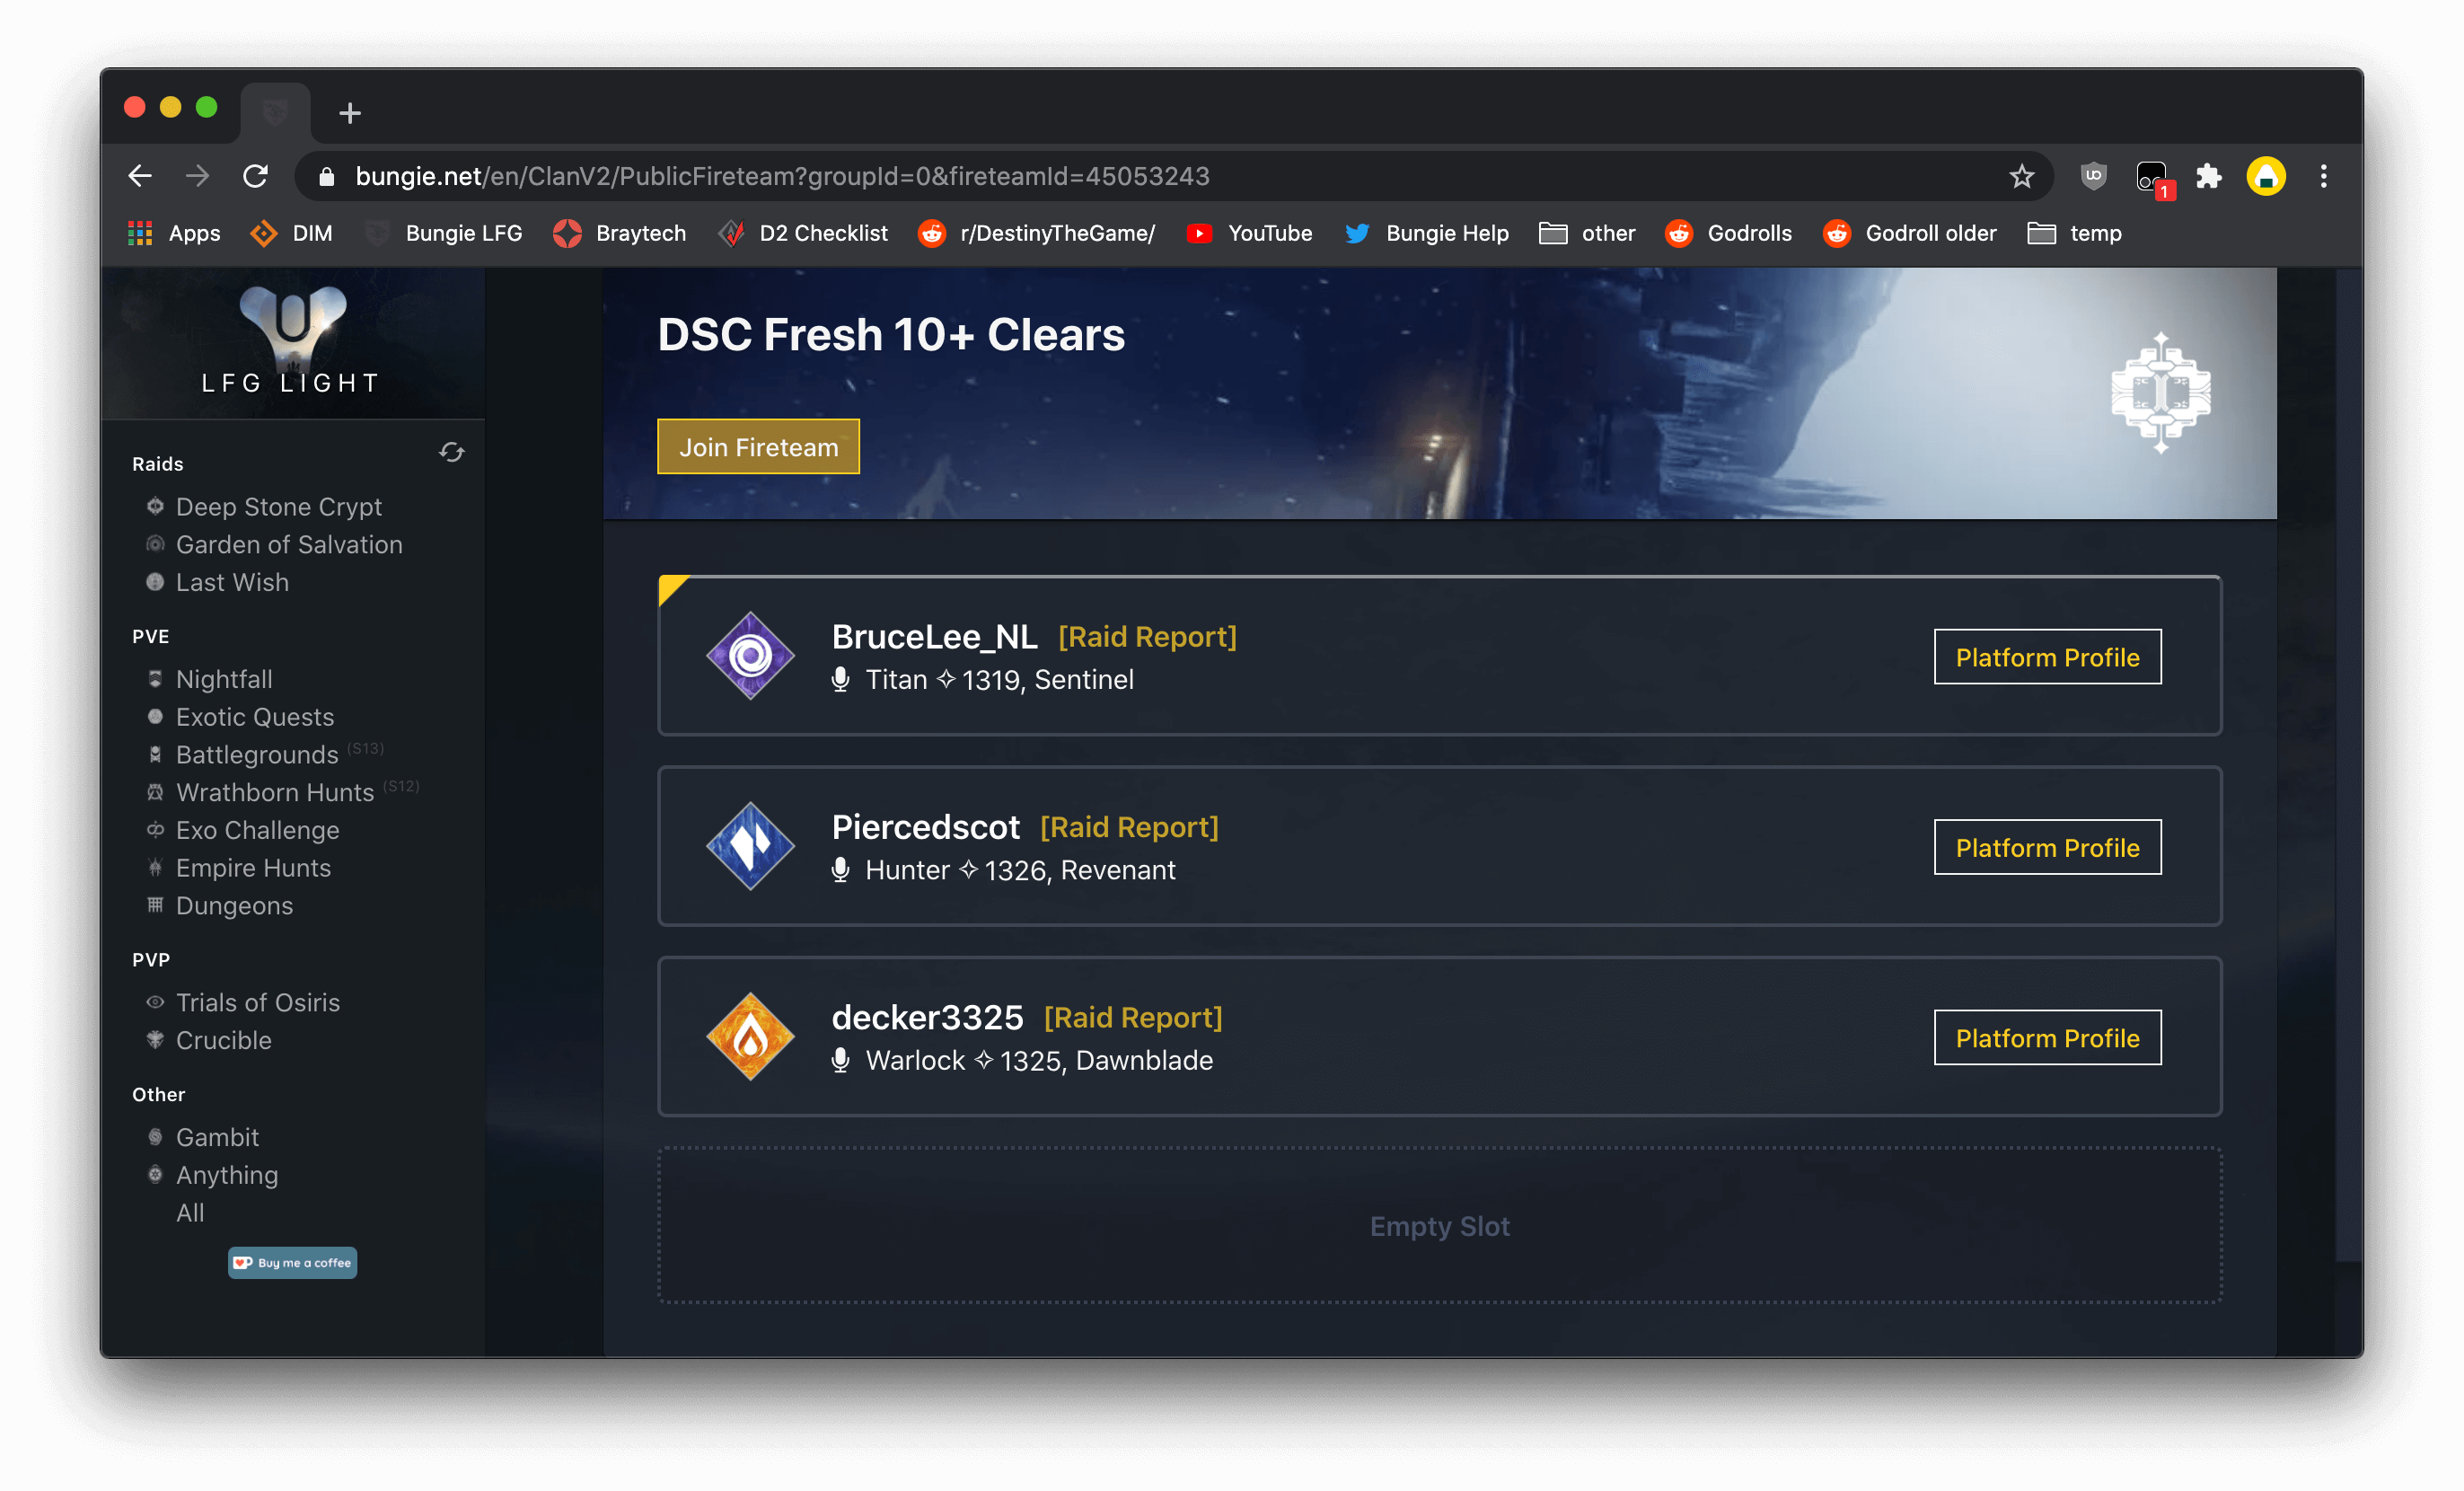 bungie.net/en/ClanV2/PublicFireteam?groupId=0&fireteamId=45053243
1
Apps DIM Bungie LFG Braytech D2 Checklist r/DestinyTheGame/ YouTube Bungie Help other Godrolls Godroll older temp
LFG LIGHT
Raids
Deep Stone Crypt
Garden of Salvation
Last Wish
PVE
Nightfall
Exotic Quests
Battlegrounds (S13)
Wrathborn Hunts (S12)
Exo Challenge
Empire Hunts
Dungeons
PVP
Trials of Osiris
Crucible
Other
Gambit
Anything
All
Buy me a coffee
DSC Fresh 10+ Clears
Join Fireteam
BruceLee_NL [Raid Report]
Titan ✧ 1319, Sentinel
Platform Profile
Piercedscot [Raid Report]
Hunter ✧ 1326, Revenant
Platform Profile
decker3325 [Raid Report]
Warlock ✧ 1325, Dawnblade
Platform Profile
Empty Slot